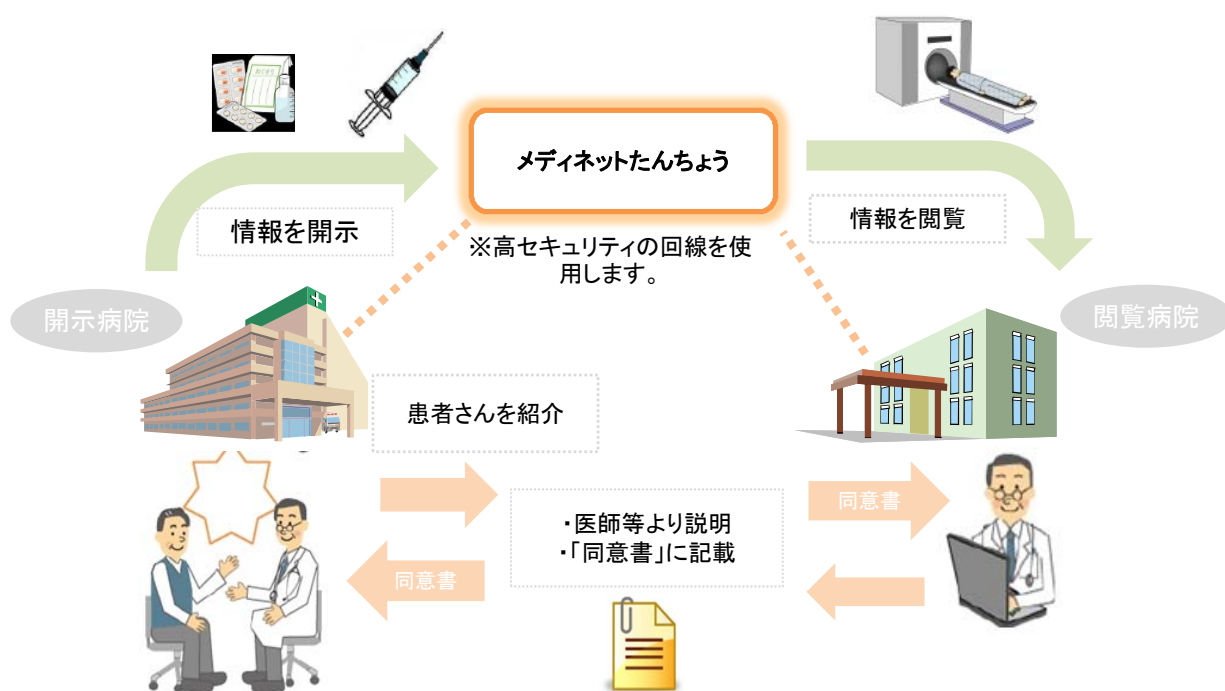 メディネットたんちょう
情報を開示
情報を閲覧
※高セキュリティの回線を使
用します。
開示病院
閲覧病院
患者さんを紹介
・医師等より説明
・「同意書」に記載
同意書
同意書